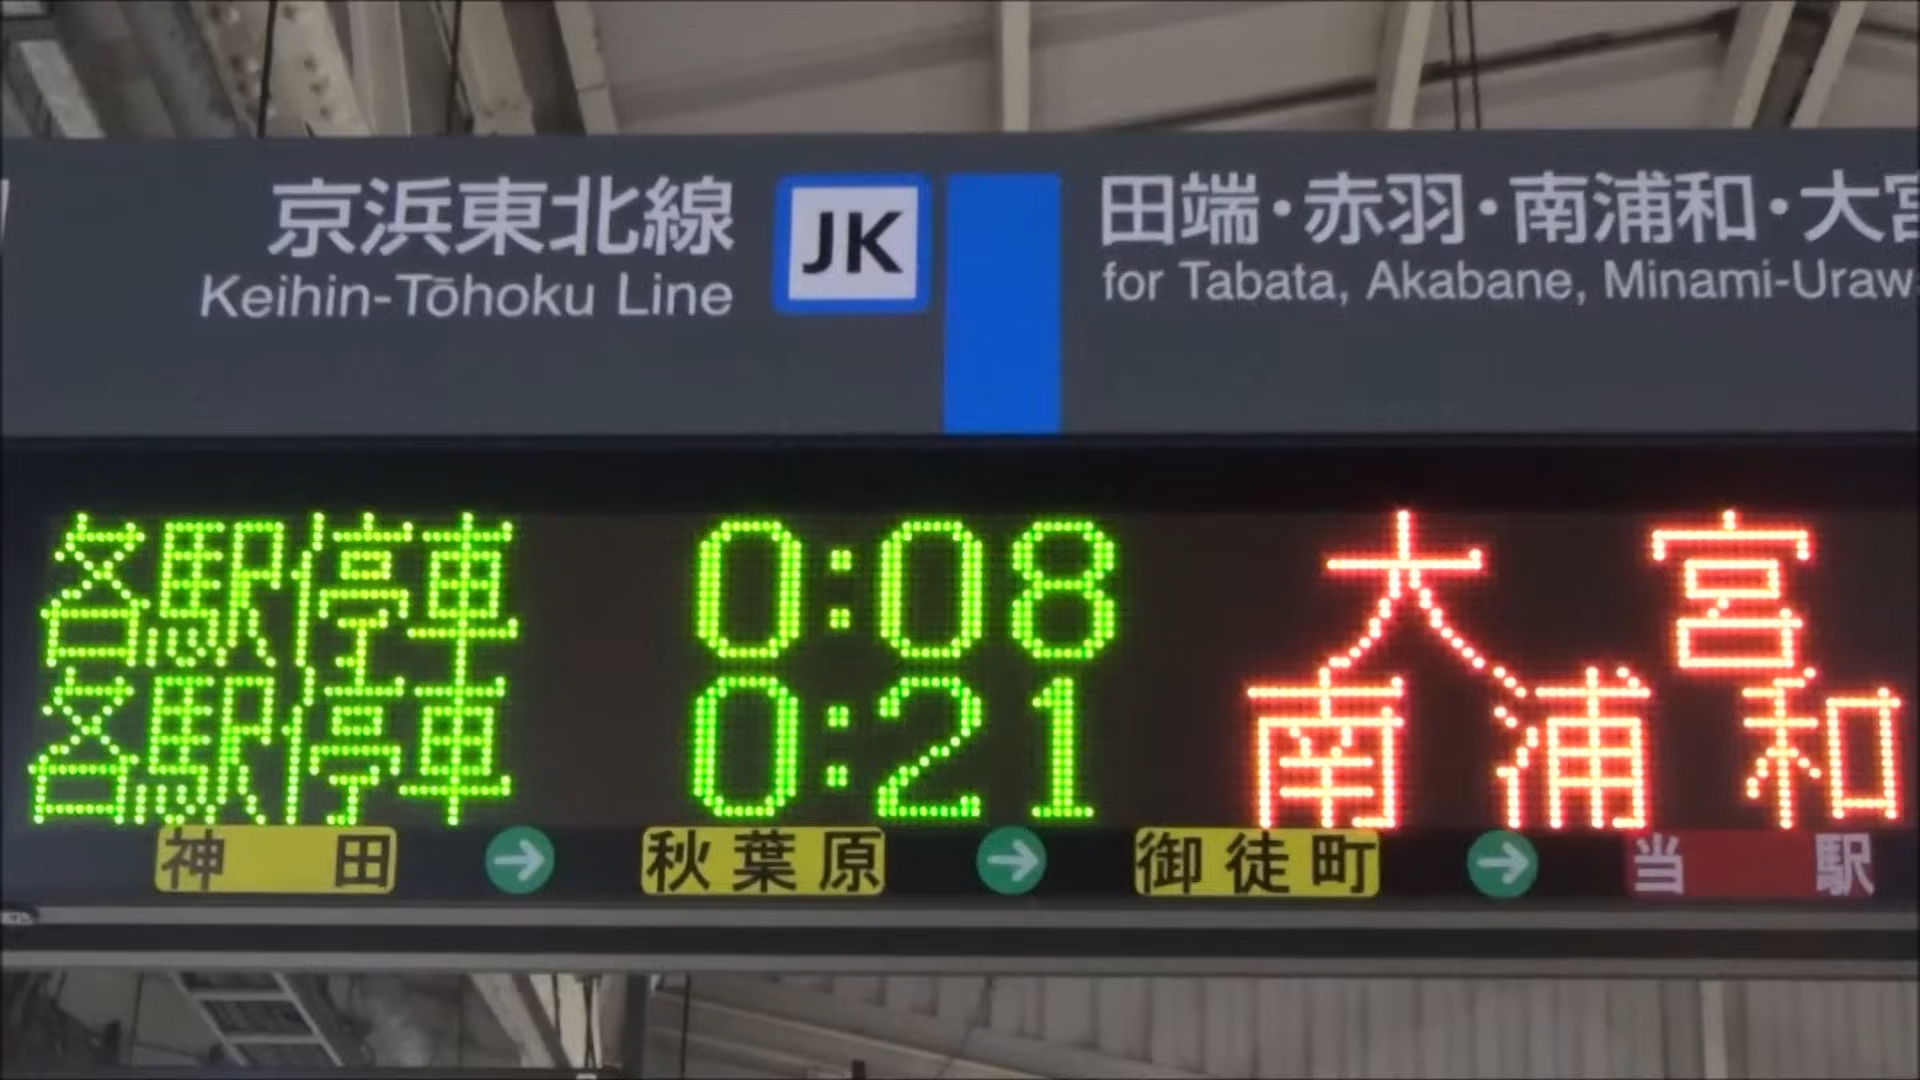 京浜東北線 JK 田端・赤羽・南浦和・大宮
Keihin-Tōhoku Line for Tabata, Akabane, Minami-Uraw
各駅停車 0:08 大宮
各駅停車 0:21 南浦和
神田 → 秋葉原 → 御徒町 → 当駅